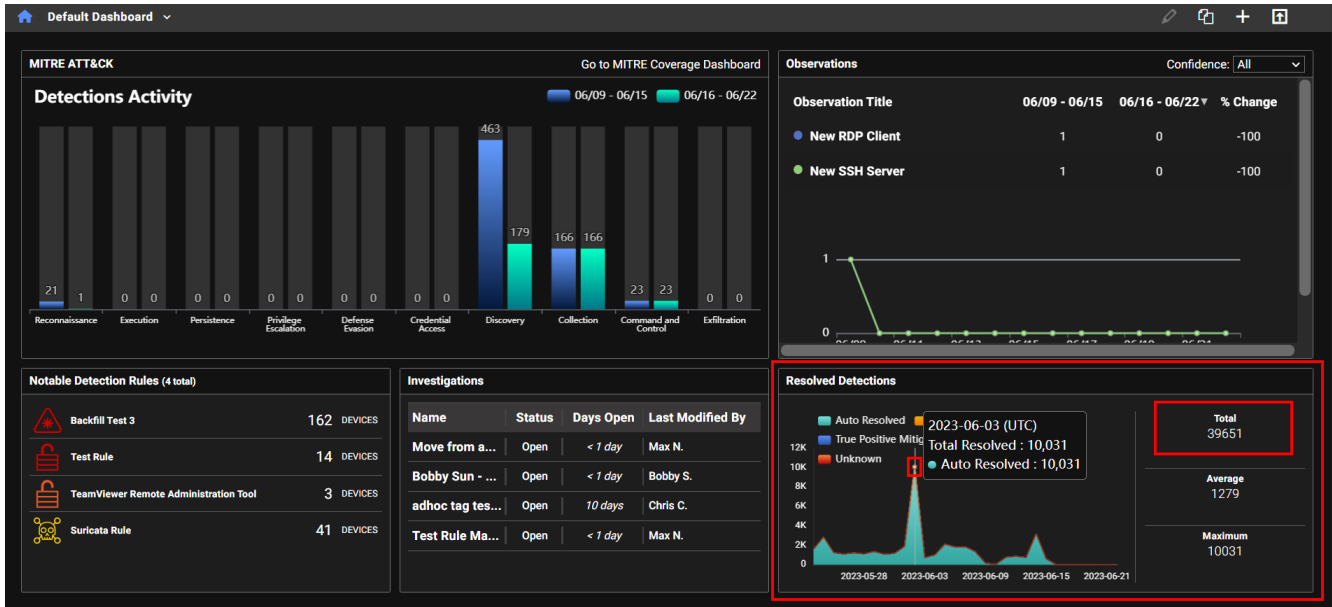 Default Dashboard
MITRE ATT&CK
Go to MITRE Coverage Dashboard
Detections Activity
06/09 - 06/15 06/16 - 06/22
463
179
166 166
21 1 0 0 0 0 0 0 0 0 0 0 23 23 0 0
Reconnaissance Execution Persistence Privilege Escalation Defense Evasion Credential Access Discovery Collection Command and Control Exfiltration
Observations
Confidence: All
Observation Title 06/09 - 06/15 06/16 - 06/22 % Change
New RDP Client 1 0 -100
New SSH Server 1 0 -100
1
0
Notable Detection Rules (4 total)
Backfill Test 3 162 DEVICES
Test Rule 14 DEVICES
TeamViewer Remote Administration Tool 3 DEVICES
Suricata Rule 41 DEVICES
Investigations
Name Status Days Open Last Modified By
Move from a... Open < 1 day Max N.
Bobby Sun - ... Open < 1 day Bobby S.
adhoc tag tes... Open 10 days Chris C.
Test Rule Ma... Open < 1 day Max N.
Resolved Detections
Auto Resolved
True Positive Mitig
Unknown
2023-06-03 (UTC)
Total Resolved : 10,031
Auto Resolved : 10,031
12K
10K
8K
6K
4K
2K
0
2023-05-28 2023-06-03 2023-06-09 2023-06-15 2023-06-21
Total
39651
Average
1279
Maximum
10031